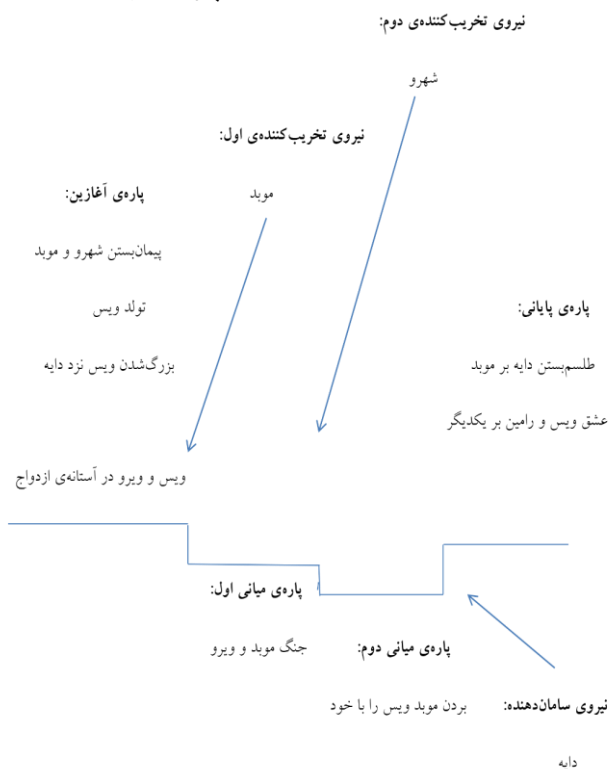 نیروی تخریب‌کننده‌ی دوم:
شهرو
نیروی تخریب‌کننده‌ی اول:
موبد
پاره‌ی آغازین:
پیمان‌بستن شهرو و موبد
تولد ویس
بزرگ‌شدن ویس نزد دایه
ویس و ویرو در آستانه‌ی ازدواج
پاره‌ی پایانی:
طلسم‌بستن دایه بر موبد
عشق ویس و رامین بر یکدیگر
پاره‌ی میانی اول:
جنگ موبد و ویرو
پاره‌ی میانی دوم:
بردن موبد ویس را با خود
نیروی سامان‌دهنده:
دایه